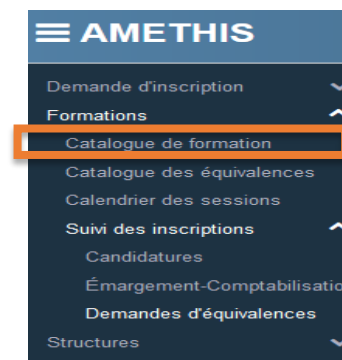 AMETHIS
Demande d'inscription
Formations
Catalogue de formation
Catalogue des équivalences
Calendrier des sessions
Suivi des inscriptions
Candidatures
Émargement-Comptabilisatio
Demandes d'équivalences
Structures